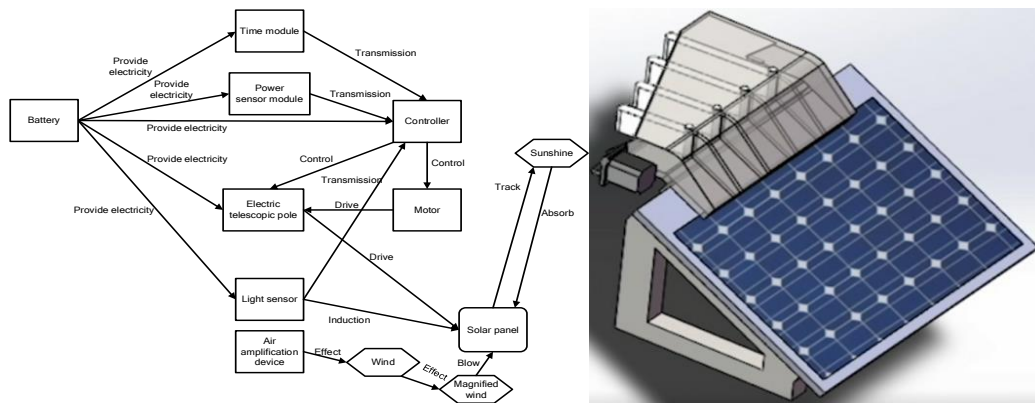 Time module
Transmission
Provide
electricity
Provide
electricity
Power
sensor module
Transmission
Battery
Provide electricity
Controller
Sunshine
Control
Control
Provide electricity
Transmission
Track
Electric
telescopic pole
Drive
Motor
Absorb
Provide electricity
Drive
Light sensor
Induction
Solar panel
Air
amplification
device
Effect
Wind
Effect
Blow
Magnified
wind